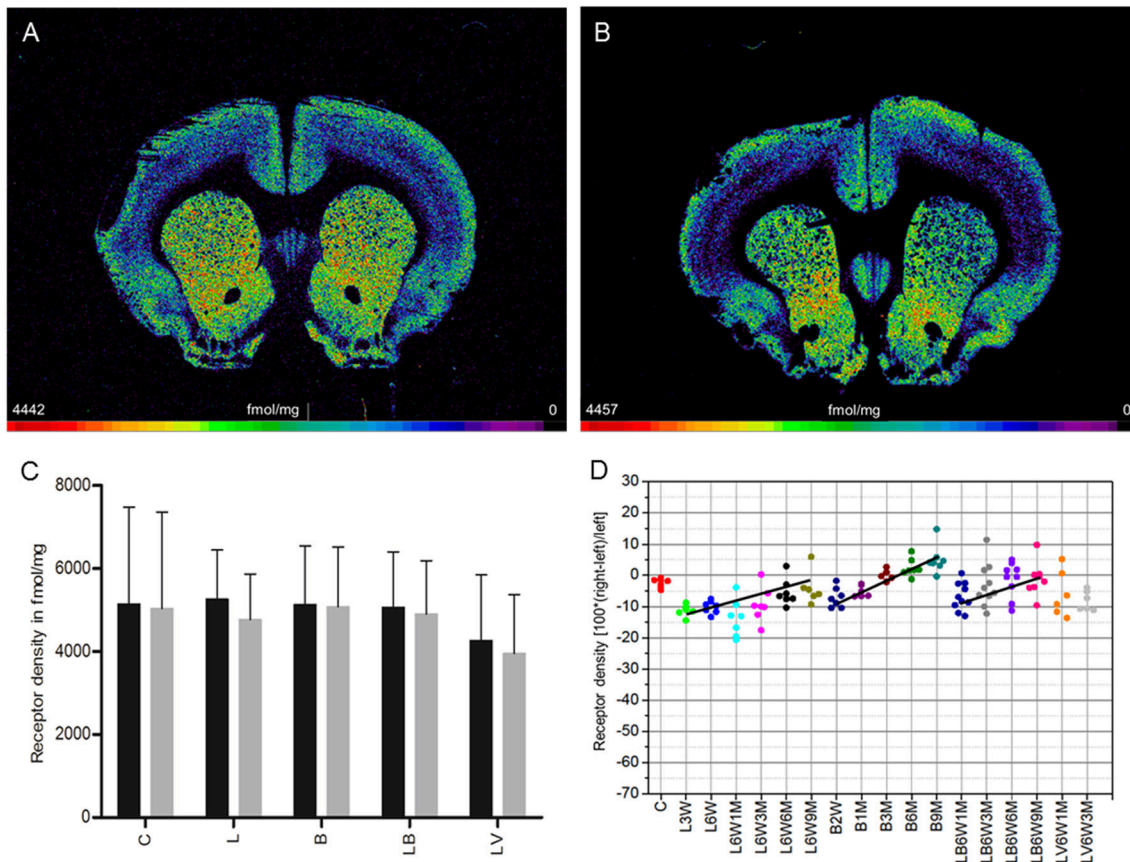 A
4442 fmol/mg 0
B
4457 fmol/mg 0
C
Receptor density in fmol/mg
8000
6000
4000
2000
0
C L B LB LV
D
Receptor density [100*(right-left)/left]
30
20
10
0
-10
-20
-30
-40
-50
-60
-70
C L3W L6W L6W1M L6W3M L6W6M L6W9M B2W B1M B3M B6M B9M LB6W1M LB6W3M LB6W6M LB6W9M LV6W1M LV6W3M